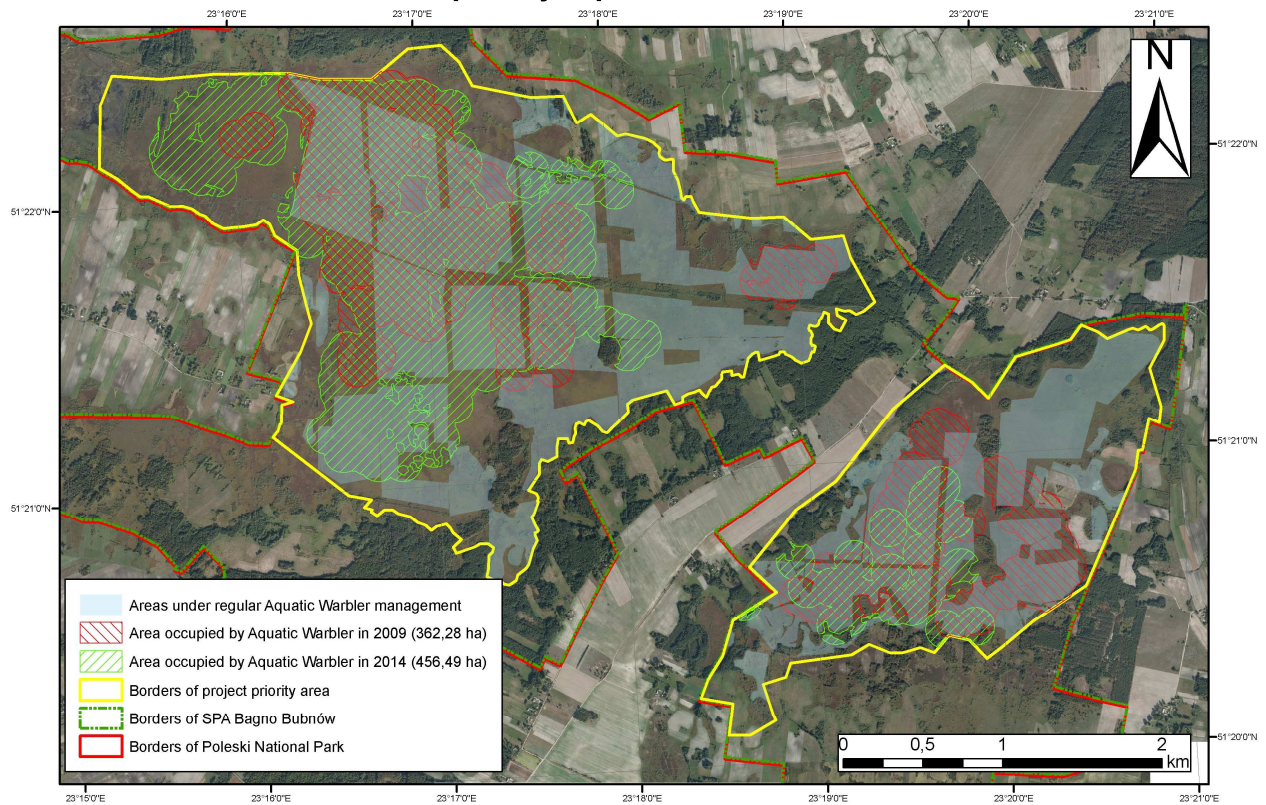 23°16'0"E 23°17'0"E 23°18'0"E 23°19'0"E 23°20'0"E 23°21'0"E
N
51°22'0"N
51°22'0"N
51°21'0"N
51°21'0"N
51°20'0"N
Areas under regular Aquatic Warbler management
Area occupied by Aquatic Warbler in 2009 (362,28 ha)
Area occupied by Aquatic Warbler in 2014 (456,49 ha)
Borders of project priority area
Borders of SPA Bagno Bubnów
Borders of Poleski National Park
0 0,5 1 2
km
23°15'0"E 23°16'0"E 23°17'0"E 23°18'0"E 23°19'0"E 23°20'0"E 23°21'0"E